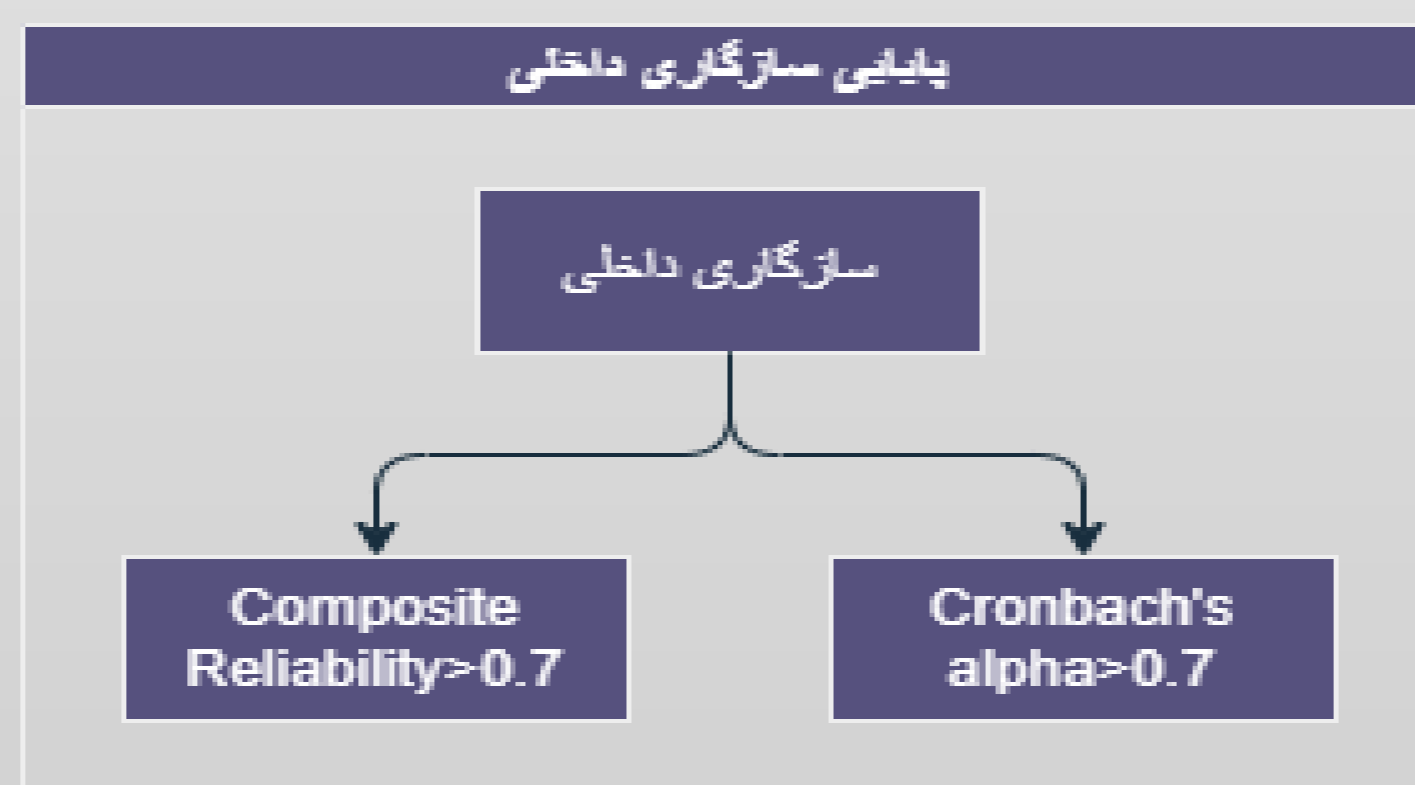 پایایی سازگاری داخلی
سازگاری داخلی
Composite
Reliability>0.7
Cronbach's
alpha>0.7